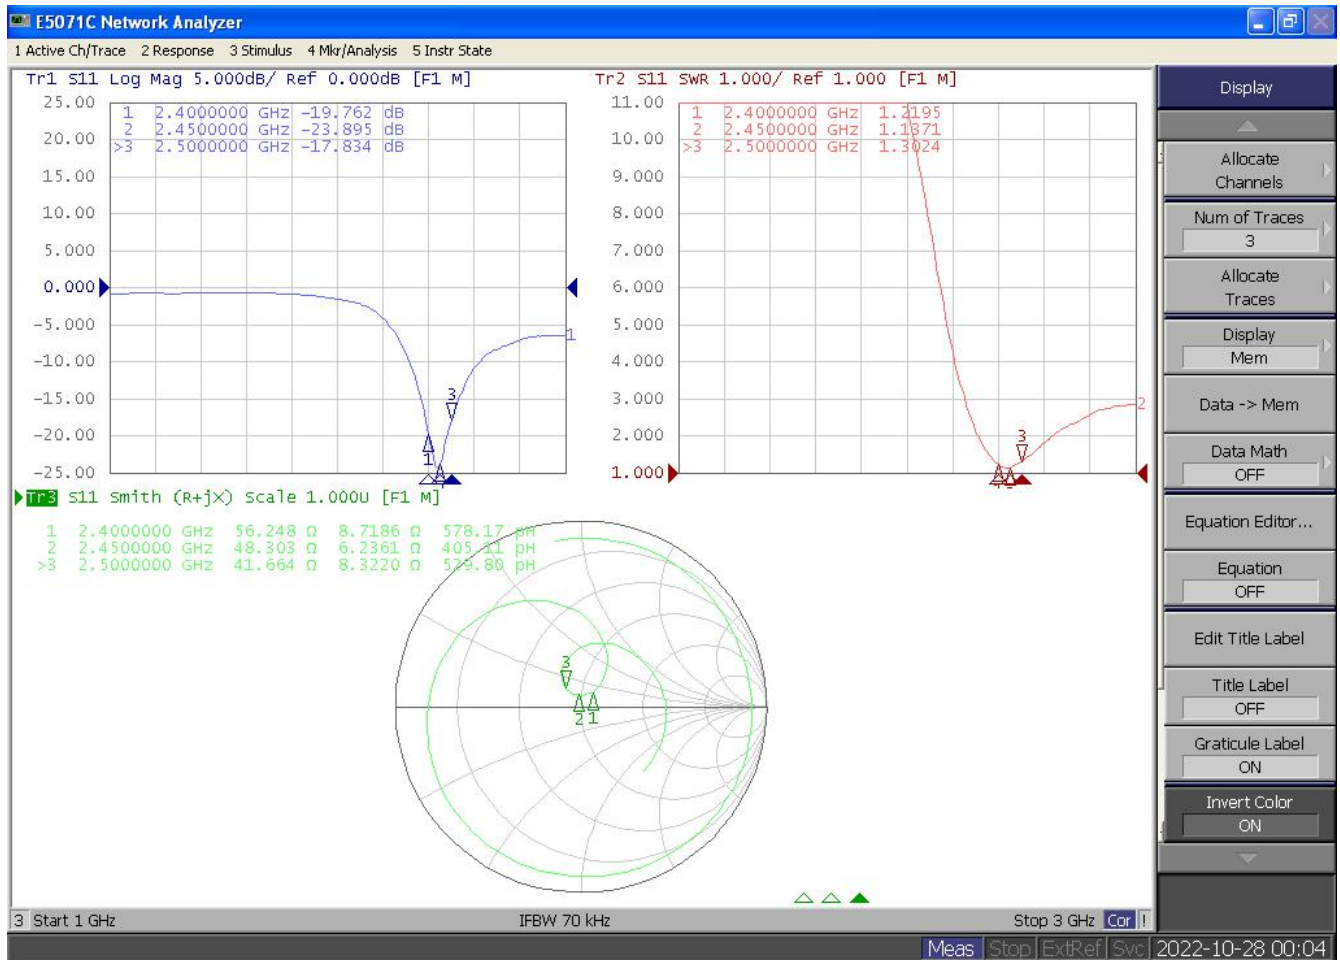 E5071C Network Analyzer
1 Active Ch/Trace 2 Response 3 Stimulus 4 Mkr/Analysis 5 Instr State
Tr1 S11 Log Mag 5.000dB/ Ref 0.000dB [F1 M]
25.00
20.00
15.00
10.00
5.000
0.000
-5.000
-10.00
-15.00
-20.00
-25.00
1 2.4000000 GHz -19.762 dB
2 2.4500000 GHz -23.895 dB
>3 2.5000000 GHz -17.834 dB
3
1
1
Tr2 S11 SWR 1.000/ Ref 1.000 [F1 M]
11.00
10.00
9.000
8.000
7.000
6.000
5.000
4.000
3.000
2.000
1.000
1 2.4000000 GHz 1.2195
2 2.4500000 GHz 1.1371
>3 2.5000000 GHz 1.3024
3
2
Tr3 S11 Smith (R+jX) Scale 1.000U [F1 M]
1 2.4000000 GHz 56.248 Ω 8.7186 Ω 578.17 pH
2 2.4500000 GHz 48.303 Ω 6.2361 Ω 405.11 pH
>3 2.5000000 GHz 41.664 Ω 8.3220 Ω 529.80 pH
3
2 1
3 Start 1 GHz
IFBW 70 kHz
Stop 3 GHz Cor !
Meas Stop ExtRef Svc 2022-10-28 00:04
Display
Allocate
Channels
Num of Traces
3
Allocate
Traces
Display
Mem
Data -> Mem
Data Math
OFF
Equation Editor...
Equation
OFF
Edit Title Label
Title Label
OFF
Graticule Label
ON
Invert Color
ON